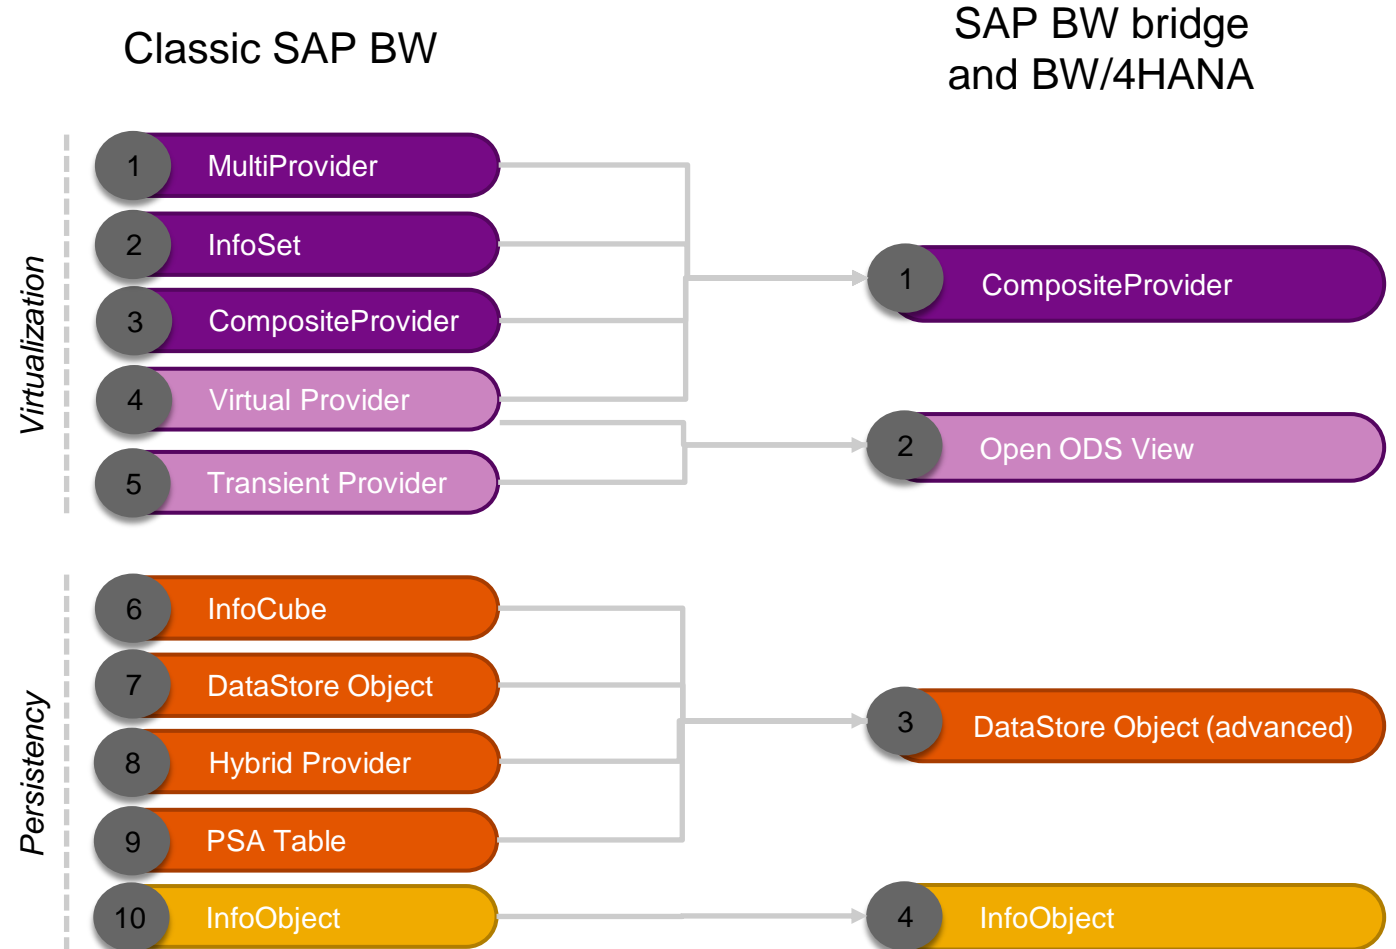 Classic SAP BW
SAP BW bridge
and BW/4HANA
Virtualization
1 MultiProvider
2 InfoSet
3 CompositeProvider
4 Virtual Provider
5 Transient Provider
1 CompositeProvider
2 Open ODS View
Persistency
6 InfoCube
7 DataStore Object
8 Hybrid Provider
9 PSA Table
10 InfoObject
3 DataStore Object (advanced)
4 InfoObject